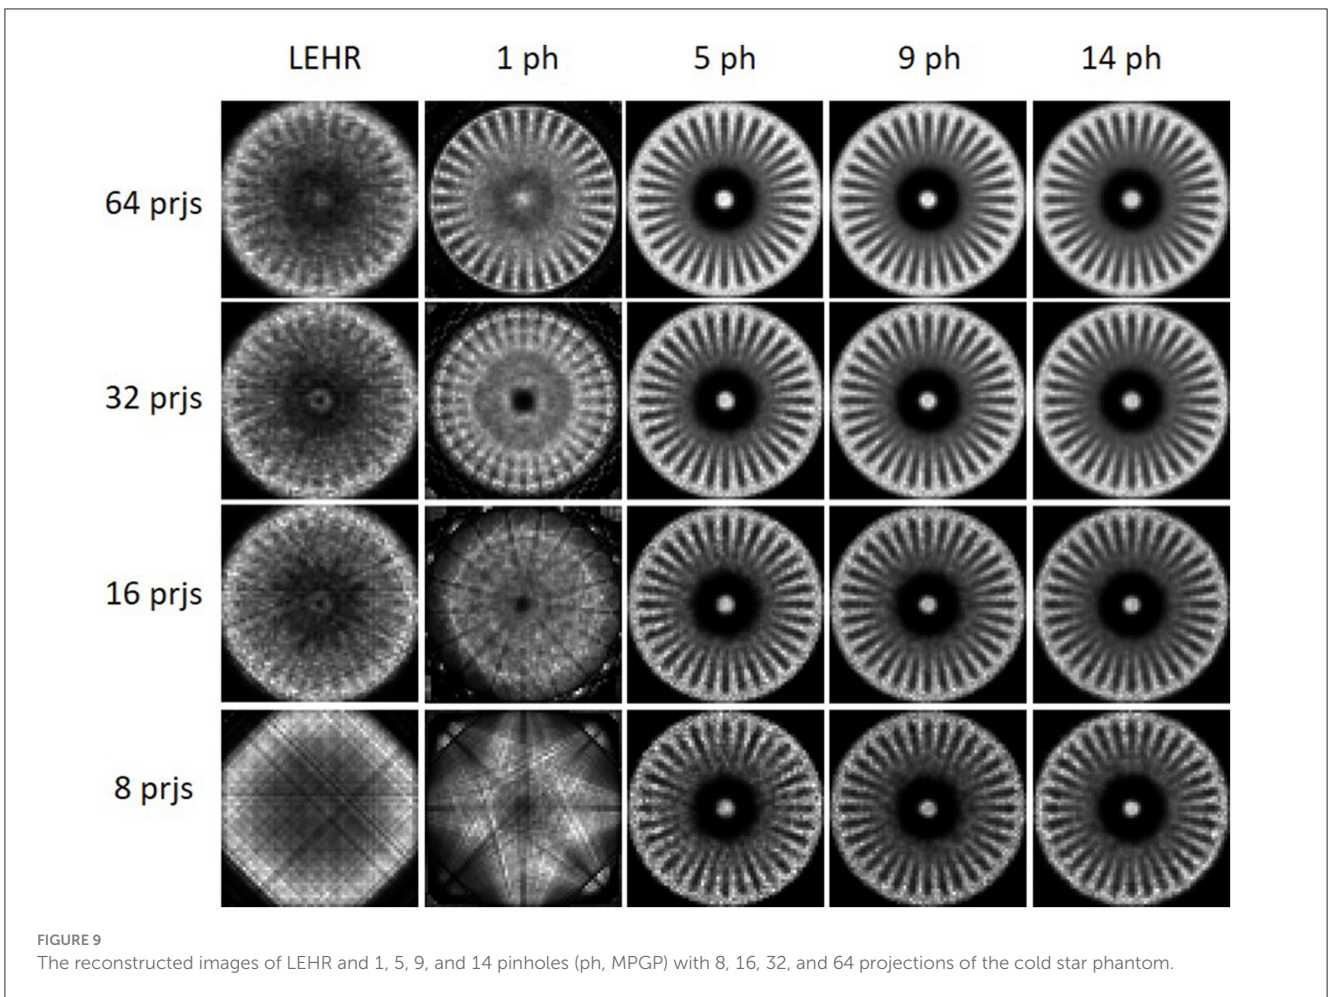 LEHR 1 ph 5 ph 9 ph 14 ph
64 prjs
32 prjs
16 prjs
8 prjs
FIGURE 9
The reconstructed images of LEHR and 1, 5, 9, and 14 pinholes (ph, MPGP) with 8, 16, 32, and 64 projections of the cold star phantom.